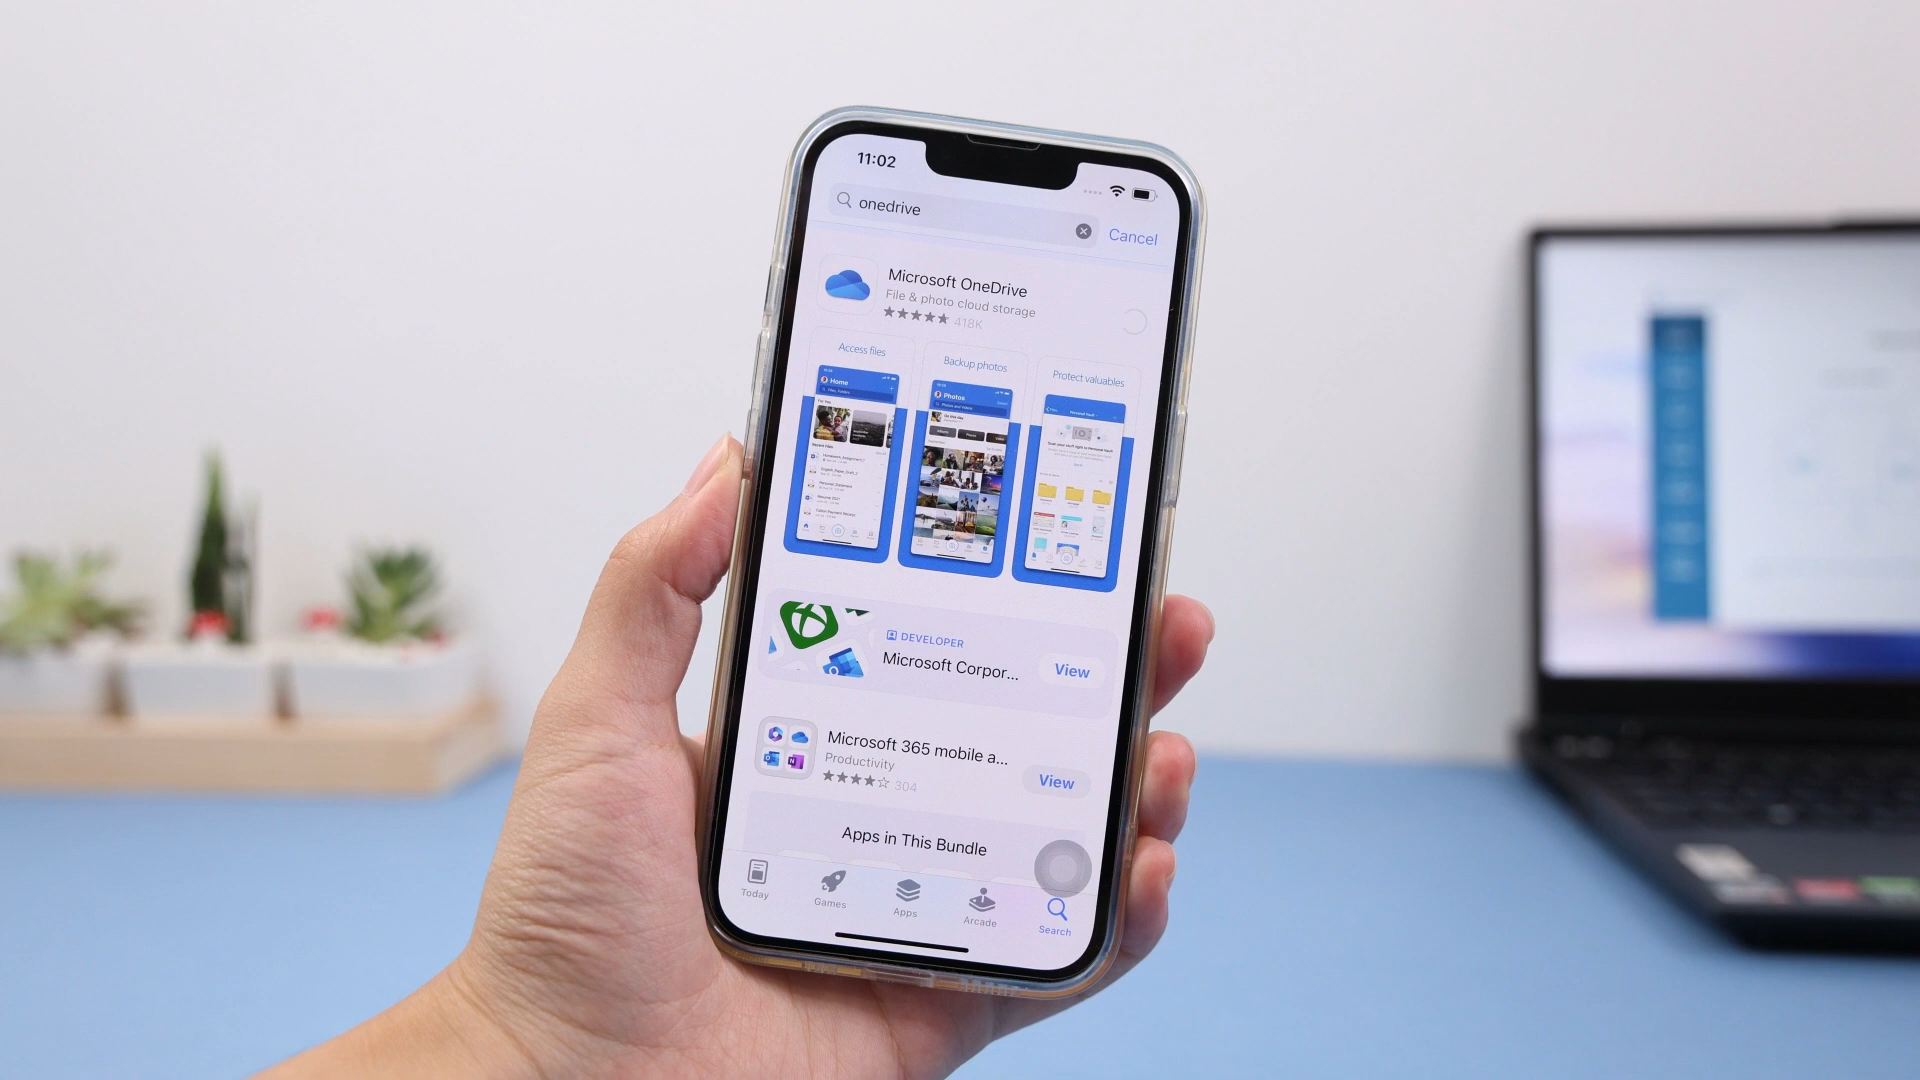 11:02
onedrive
Cancel
Microsoft OneDrive
File & photo cloud storage
418K
Access files
Backup photos
Protect valuables
Home
Photos
DEVELOPER
Microsoft Corpor...
View
Microsoft 365 mobile a...
Productivity
304
View
Apps in This Bundle
Today
Games
Apps
Arcade
Search